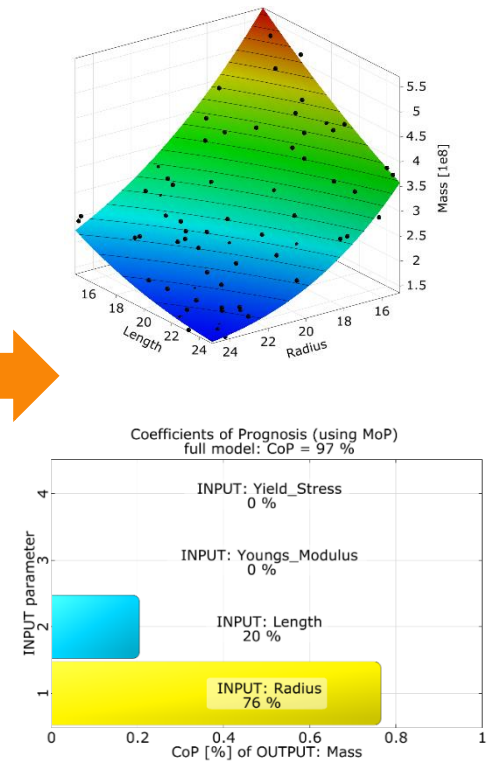 5.5
5
4.5
4
3.5
3
2.5
2
1.5
Mass [1e8]
16
18
20
22
24
Length
24
22
20
18
16
Radius
Coefficients of Prognosis (using MoP)
full model: CoP = 97 %
INPUT parameter
4
3
2
1
INPUT: Yield_Stress
0 %
INPUT: Youngs_Modulus
0 %
INPUT: Length
20 %
INPUT: Radius
76 %
0 0.2 0.4 0.6 0.8 1
CoP [%] of OUTPUT: Mass